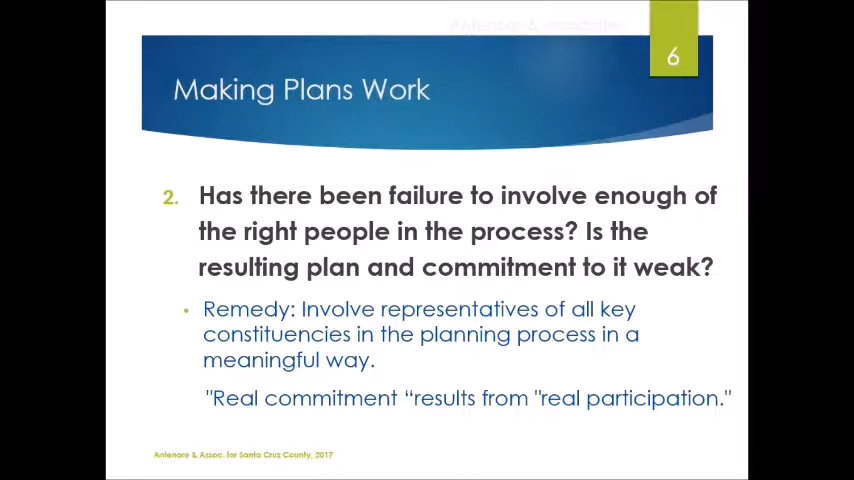 Antenore & Associates
6
Making Plans Work
2. Has there been failure to involve enough of
the right people in the process? Is the
resulting plan and commitment to it weak?
• Remedy: Involve representatives of all key
constituencies in the planning process in a
meaningful way.
"Real commitment “results from "real participation."
Antenore & Assoc. for Santa Cruz County, 2017